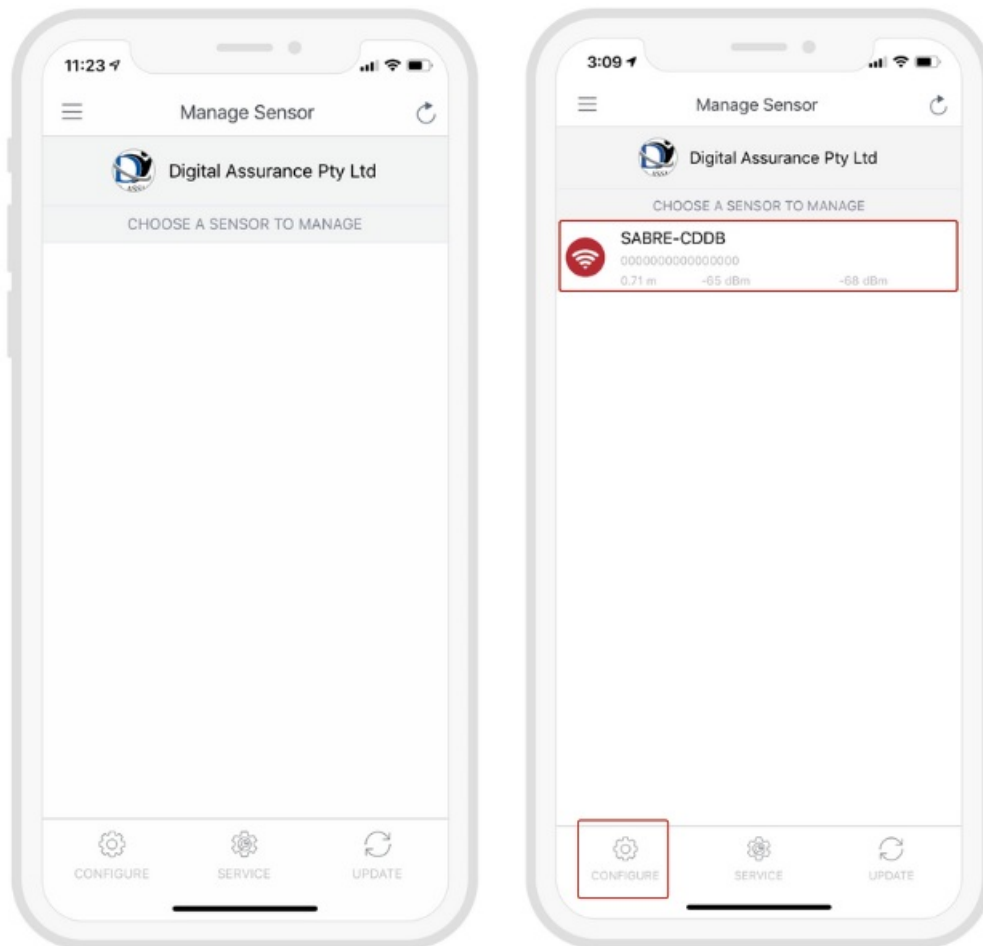 11:23
Manage Sensor
Digital Assurance Pty Ltd
CHOOSE A SENSOR TO MANAGE
CONFIGURE
SERVICE
UPDATE
3:09
Manage Sensor
Digital Assurance Pty Ltd
CHOOSE A SENSOR TO MANAGE
SABRE-CDDB
0000000000000000
0.71 m -65 dBm -68 dBm
CONFIGURE
SERVICE
UPDATE